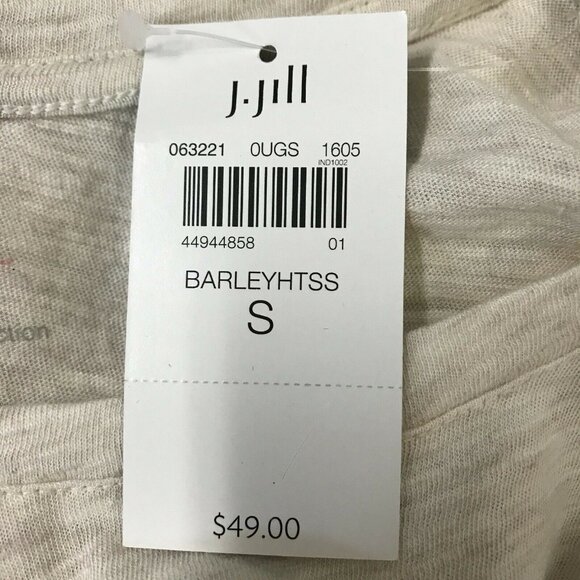 J.Jill
063221 0UGS 1605
IND1002
44944858 01
BARLEYHTSS
S
$49.00